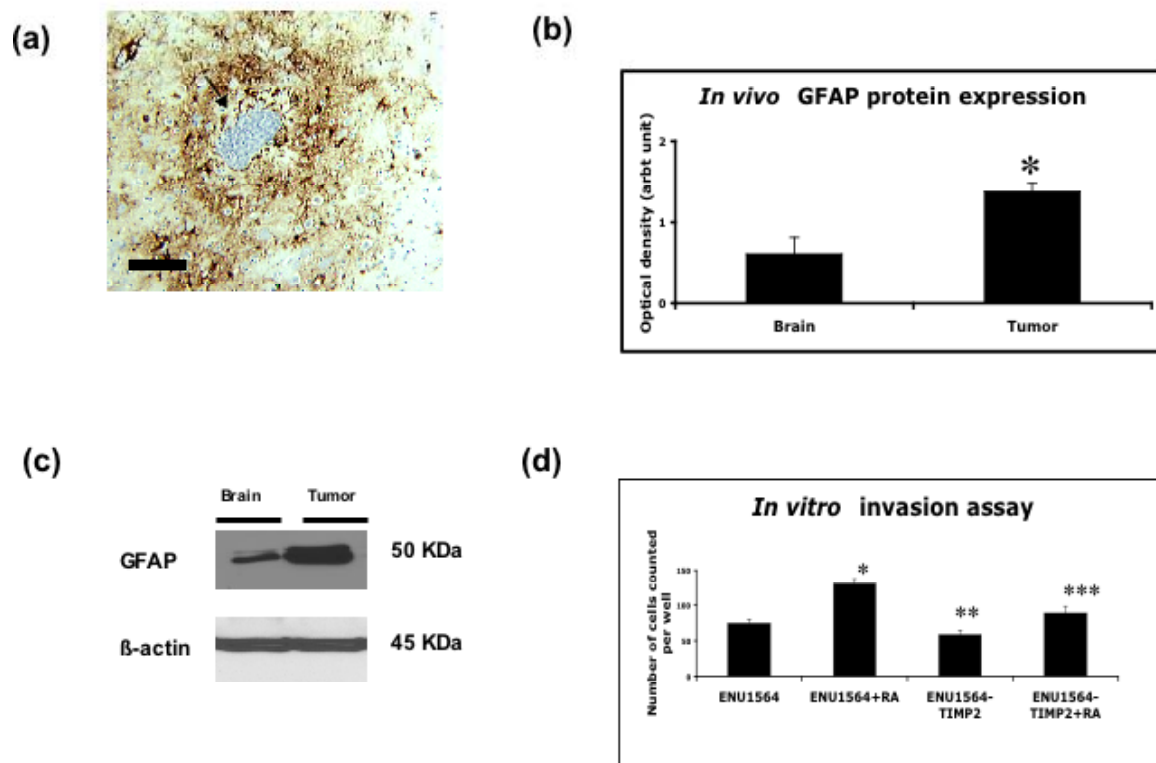 (a)
(b)
In vivo GFAP protein expression
Optical density (arbt unit)
2
1
0
*
Brain
Tumor
(c)
Brain
Tumor
GFAP
50 KDa
ß-actin
45 KDa
(d)
In vitro invasion assay
Number of cells counted
per well
150
100
50
0
*
**
***
ENU1564
ENU1564+RA
ENU1564-
TIMP2
ENU1564-
TIMP2+RA